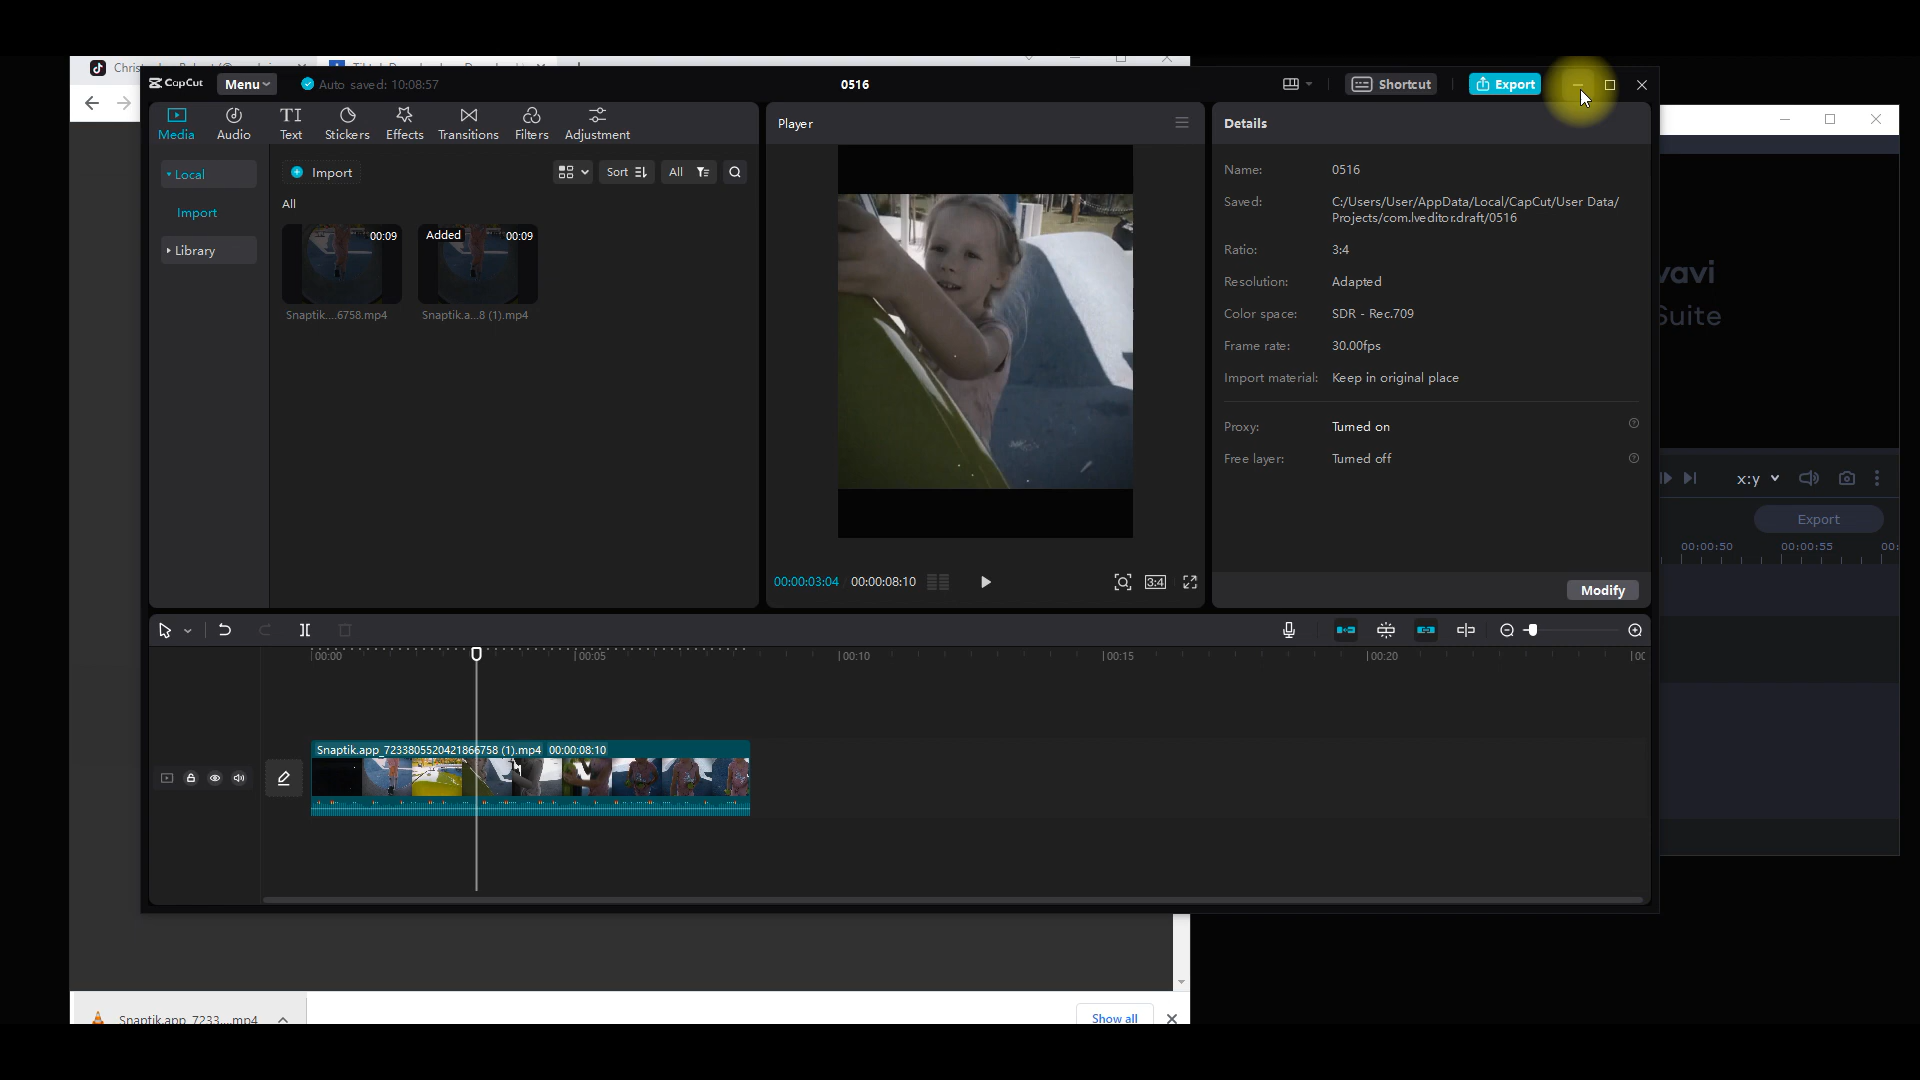 CapCut
Menu
Auto saved: 10:08:57
0516
Shortcut
Export
Media
Audio
Text
Stickers
Effects
Transitions
Filters
Adjustment
Local
Import
Library
Import
Sort
All
All
00:09
Added
00:09
Snaptik....6758.mp4
Snaptik.a...8 (1).mp4
Player
00:00:03:04
00:00:08:10
3:4
Details
Name: 0516
Saved: C:/Users/User/AppData/Local/CapCut/User Data/
Projects/com.lveditor.draft/0516
Ratio: 3:4
Resolution: Adapted
Color space: SDR - Rec.709
Frame rate: 30.00fps
Import material: Keep in original place
Proxy: Turned on
Free layer: Turned off
Modify
vavi
Suite
x:y
Export
00:00:50
00:00:55
00:00
00:05
00:10
00:15
00:20
Snaptik.app_7233805520421866758 (1).mp4 00:00:08:10
Snaptik.app_7233....mp4
Show all